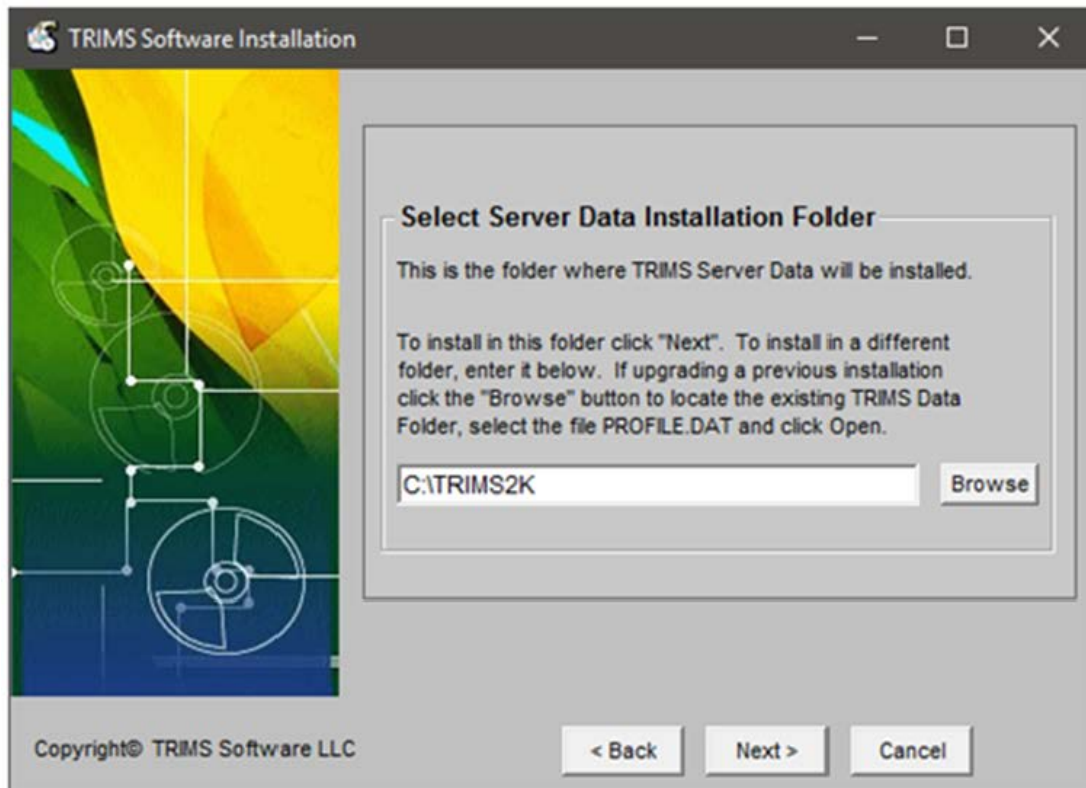 TRIMS Software Installation
Select Server Data Installation Folder
This is the folder where TRIMS Server Data will be installed.
To install in this folder click "Next".  To install in a different
folder, enter it below.  If upgrading a previous installation
click the "Browse" button to locate the existing TRIMS Data
Folder, select the file PROFILE.DAT and click Open.
C:\TRIMS2K
Browse
Copyright© TRIMS Software LLC
< Back
Next >
Cancel